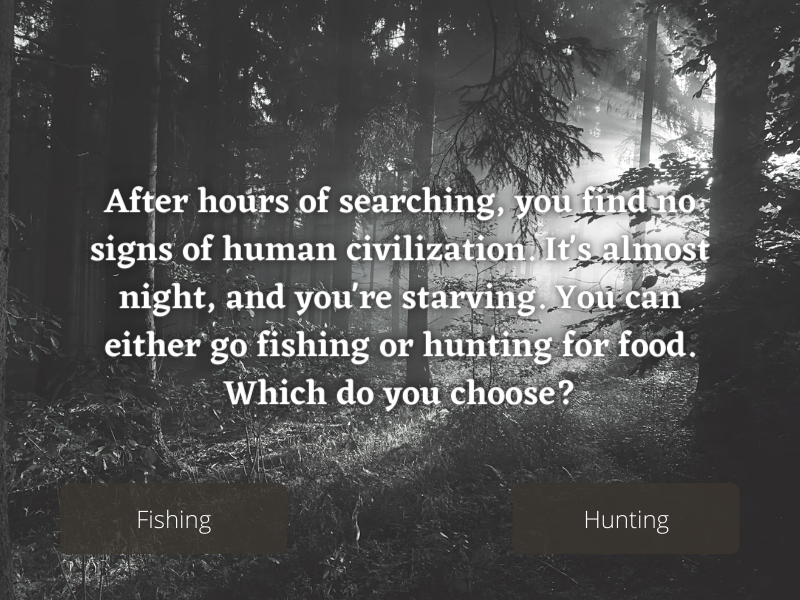 After hours of searching, you find no
signs of human civilization. It's almost
night, and you're starving. You can
either go fishing or hunting for food.
Which do you choose?
Fishing
Hunting